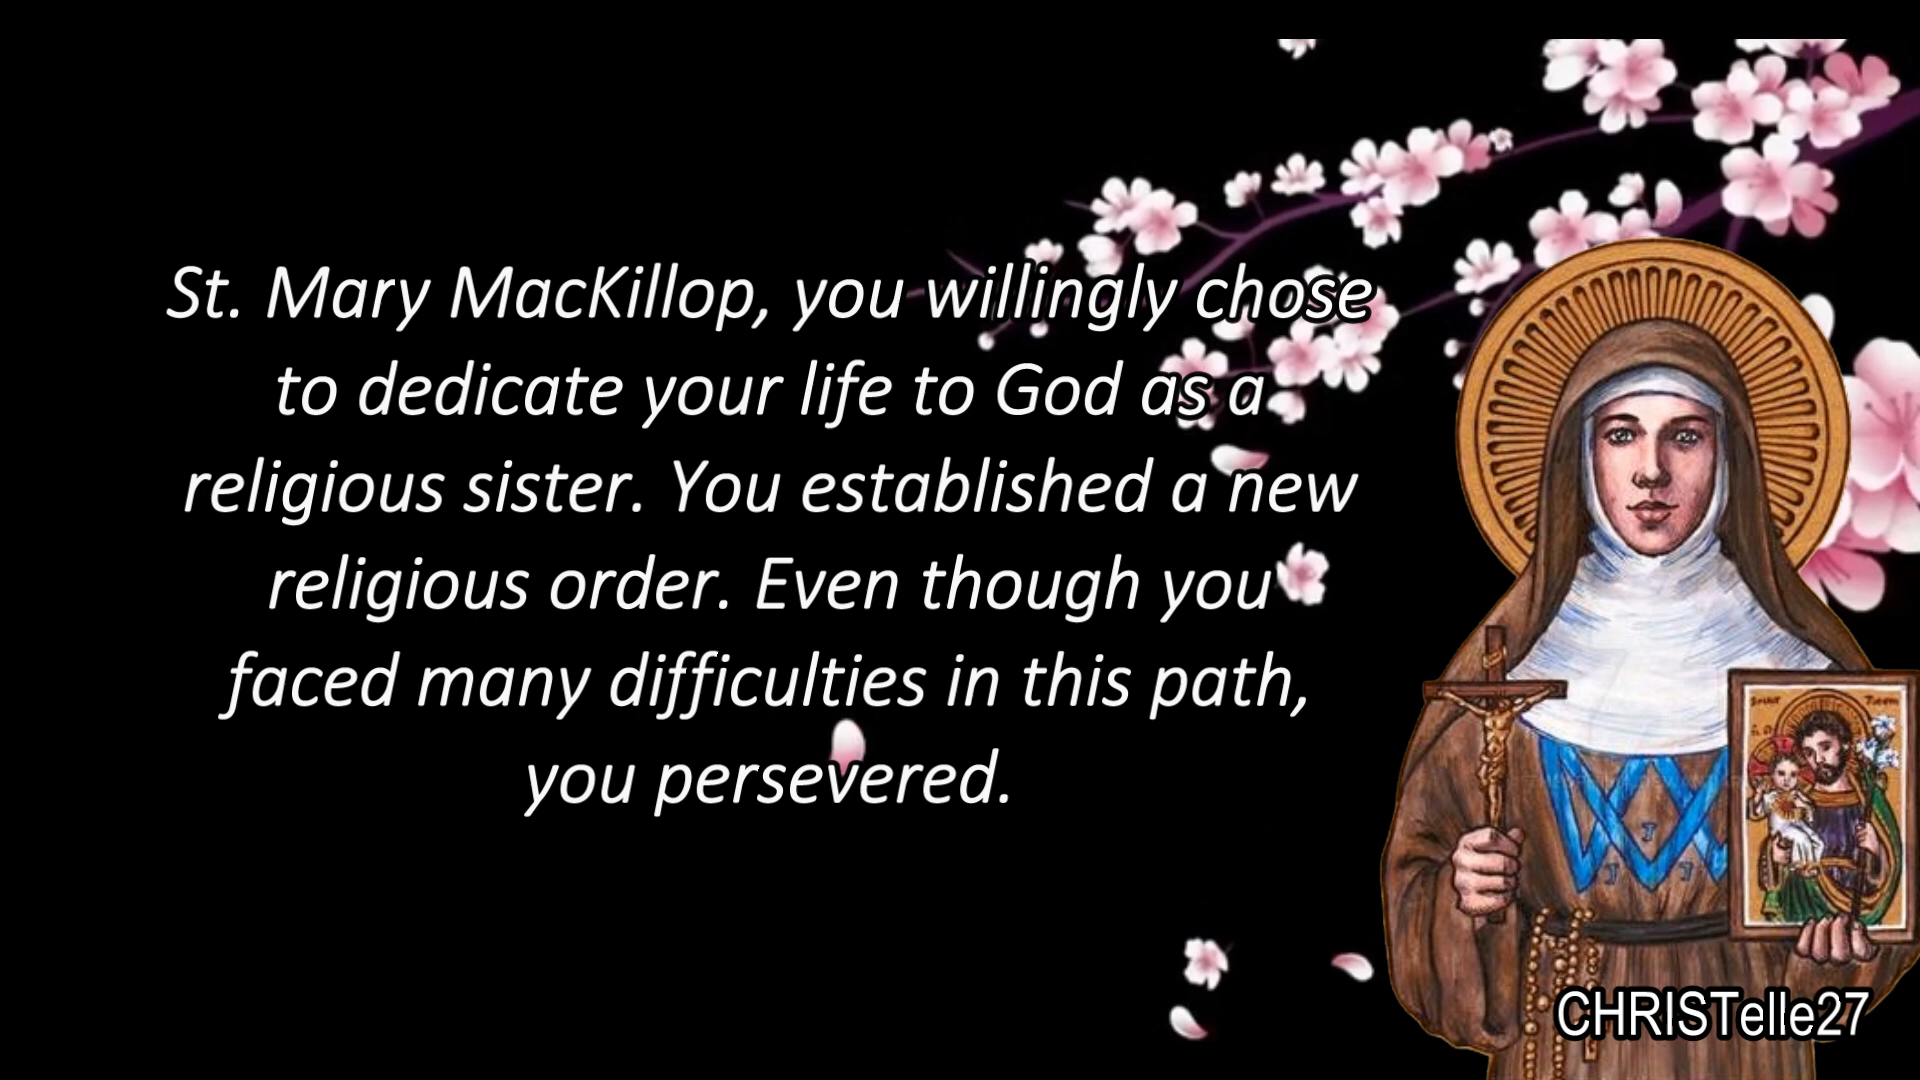 St. Mary MacKillop, you willingly chose
to dedicate your life to God as a
religious sister. You established a new
religious order. Even though you
faced many difficulties in this path,
you persevered.
J
J J
CHRISTelle27